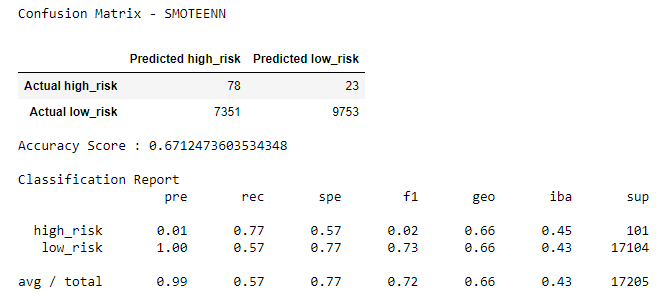 Confusion Matrix - SMOTEENN
Predicted high_risk Predicted low_risk
Actual high_risk 78 23
Actual low_risk 7351 9753
Accuracy Score : 0.6712473603534348
Classification Report
pre rec spe f1 geo iba sup
high_risk 0.01 0.77 0.57 0.02 0.66 0.45 101
low_risk 1.00 0.57 0.77 0.73 0.66 0.43 17104
avg / total 0.99 0.57 0.77 0.72 0.66 0.43 17205